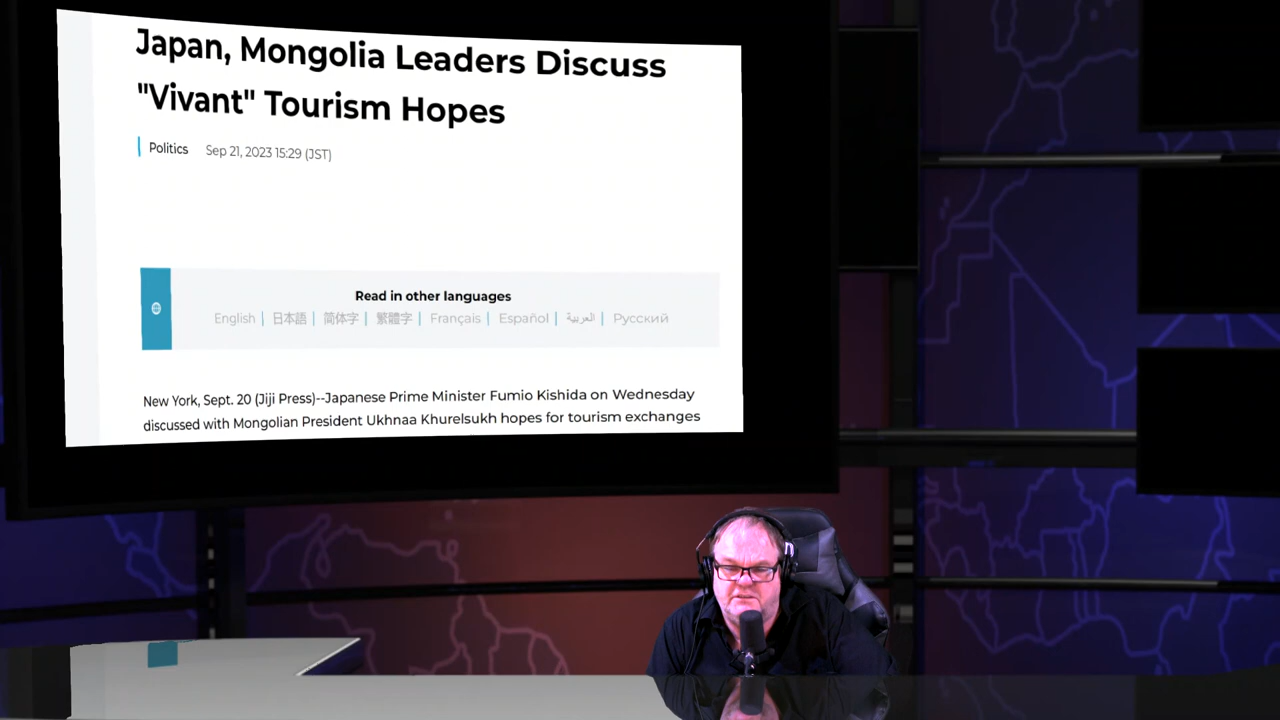 Japan, Mongolia Leaders Discuss
"Vivant" Tourism Hopes
Politics Sep 21, 2023 15:29 (JST)
Read in other languages
English | 日本語 | 简体字 | 繁體字 | Français | Español | العربية | Русский
New York, Sept. 20 (Jiji Press)--Japanese Prime Minister Fumio Kishida on Wednesday
discussed with Mongolian President Ukhnaa Khurelsukh hopes for tourism exchanges